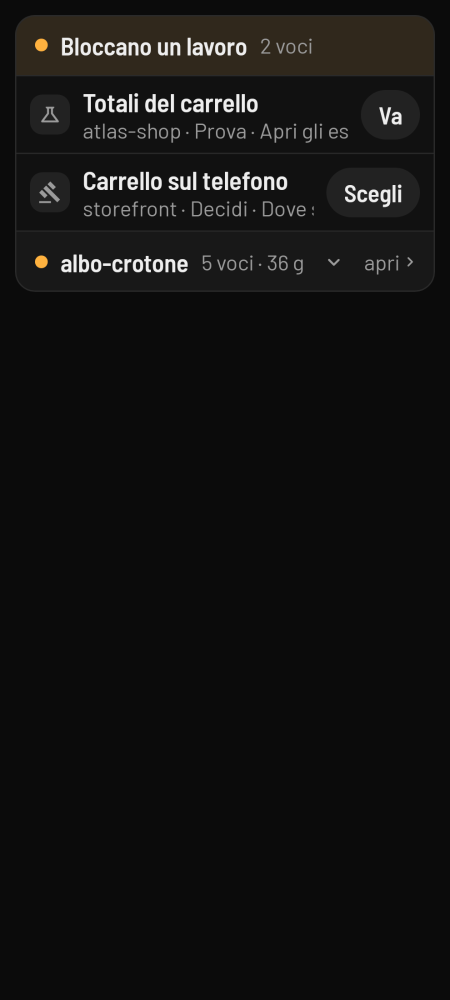 Bloccano un lavoro 2 voci
Totali del carrello
atlas-shop · Prova · Apri gli es
Va
Carrello sul telefono
storefront · Decidi · Dove
Scegli
albo-crotone 5 voci · 36 g apri